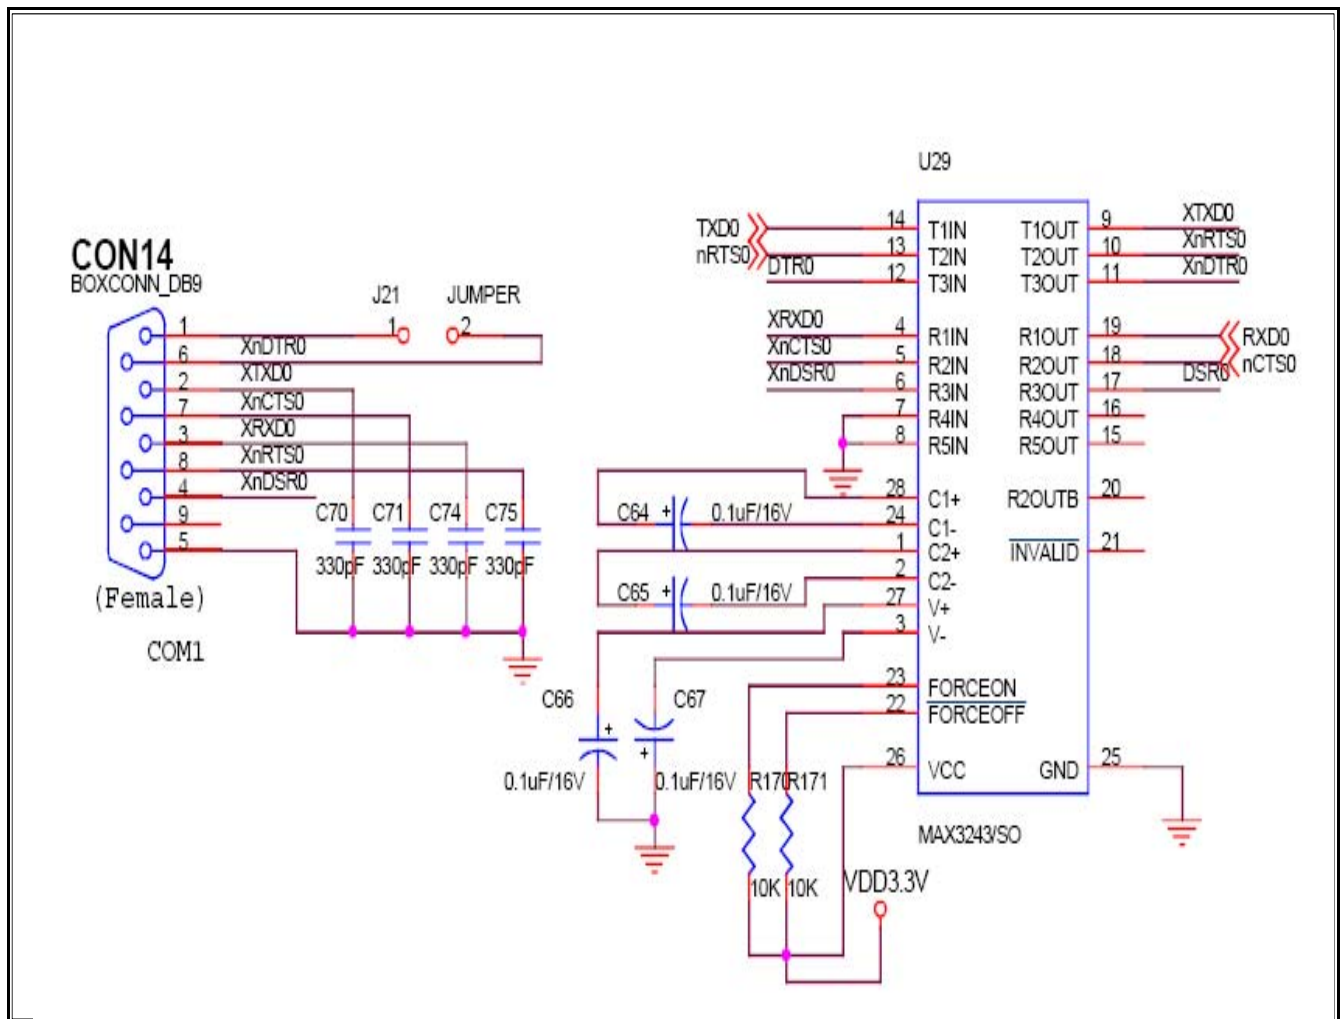 U29
14 T1IN T1OUT 9 XTXD0
TXD0
13 T2IN T2OUT 10 XnRTS0
nRTS0
DTR0 12 T3IN T3OUT 11 XnDTR0
CON14
BOXCONN_DB9
J21 JUMPER
1 1 2
XRXD0 4 R1IN R1OUT 19 RXD0
6 XnDTR0
XnCTS0 5 R2IN R2OUT 18 nCTS0
2 XTXD0
XnDSR0 6 R3IN R3OUT 17 DSR0
7 XnCTS0
7 R4IN R4OUT 16
3 XRXD0
8 R5IN R5OUT 15
8 XnRTS0
4 XnDSR0
28 C1+ R2OUTB 20
9 C70 C71 C74 C75
C64 + 0.1uF/16V 24 C1-
5
1 C2+ INVALID 21
330pF 330pF 330pF 330pF
2 C2-
C65 + 0.1uF/16V
(Female)
27 V+
3 V-
COM1
23 FORCEON
C66 C67
22 FORCEOFF
+
+
26 VCC GND 25
0.1uF/16V 0.1uF/16V R170 R171
MAX3243/SO
10K 10K VDD3.3V